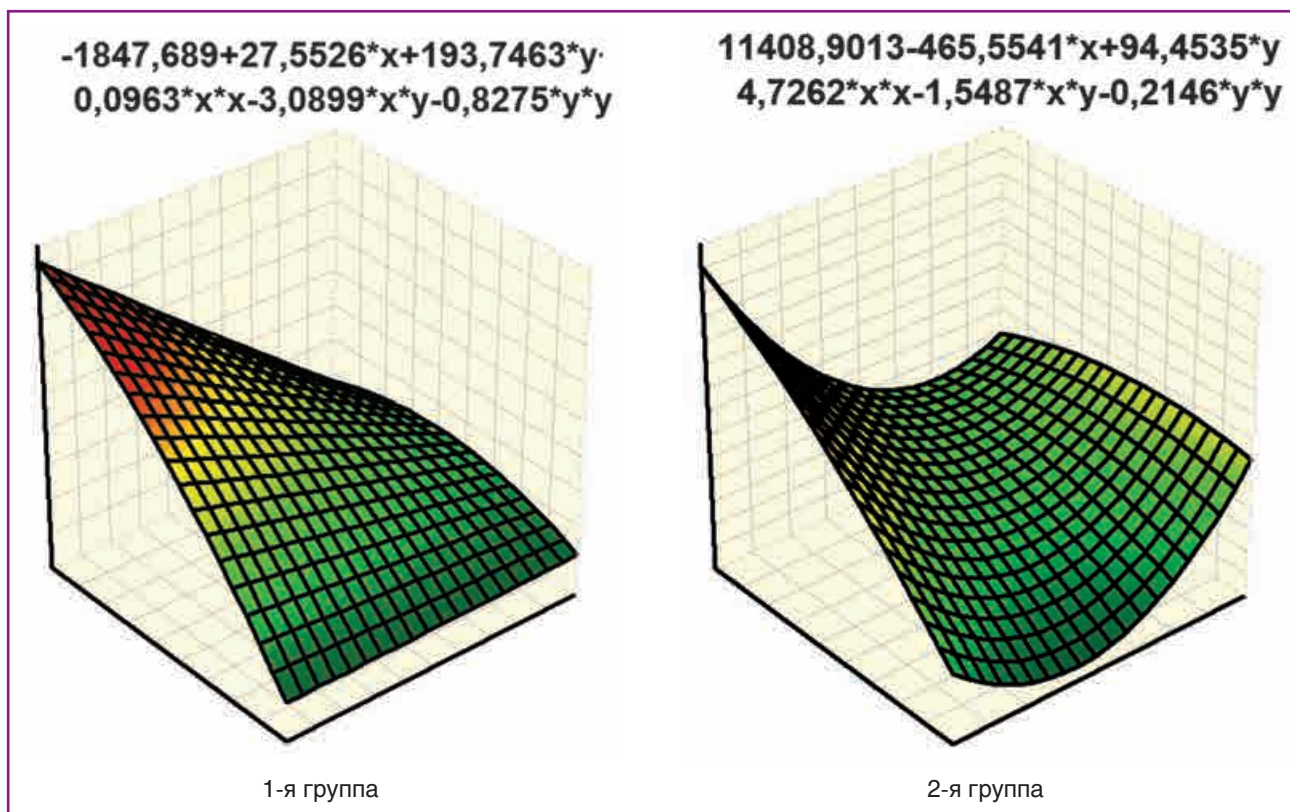 -1847,689+27,5526*x+193,7463*y·
0,0963*x*x-3,0899*x*y-0,8275*y*y
11408,9013-465,5541*x+94,4535*y
4,7262*x*x-1,5487*x*y-0,2146*y*y
1-я группа
2-я группа